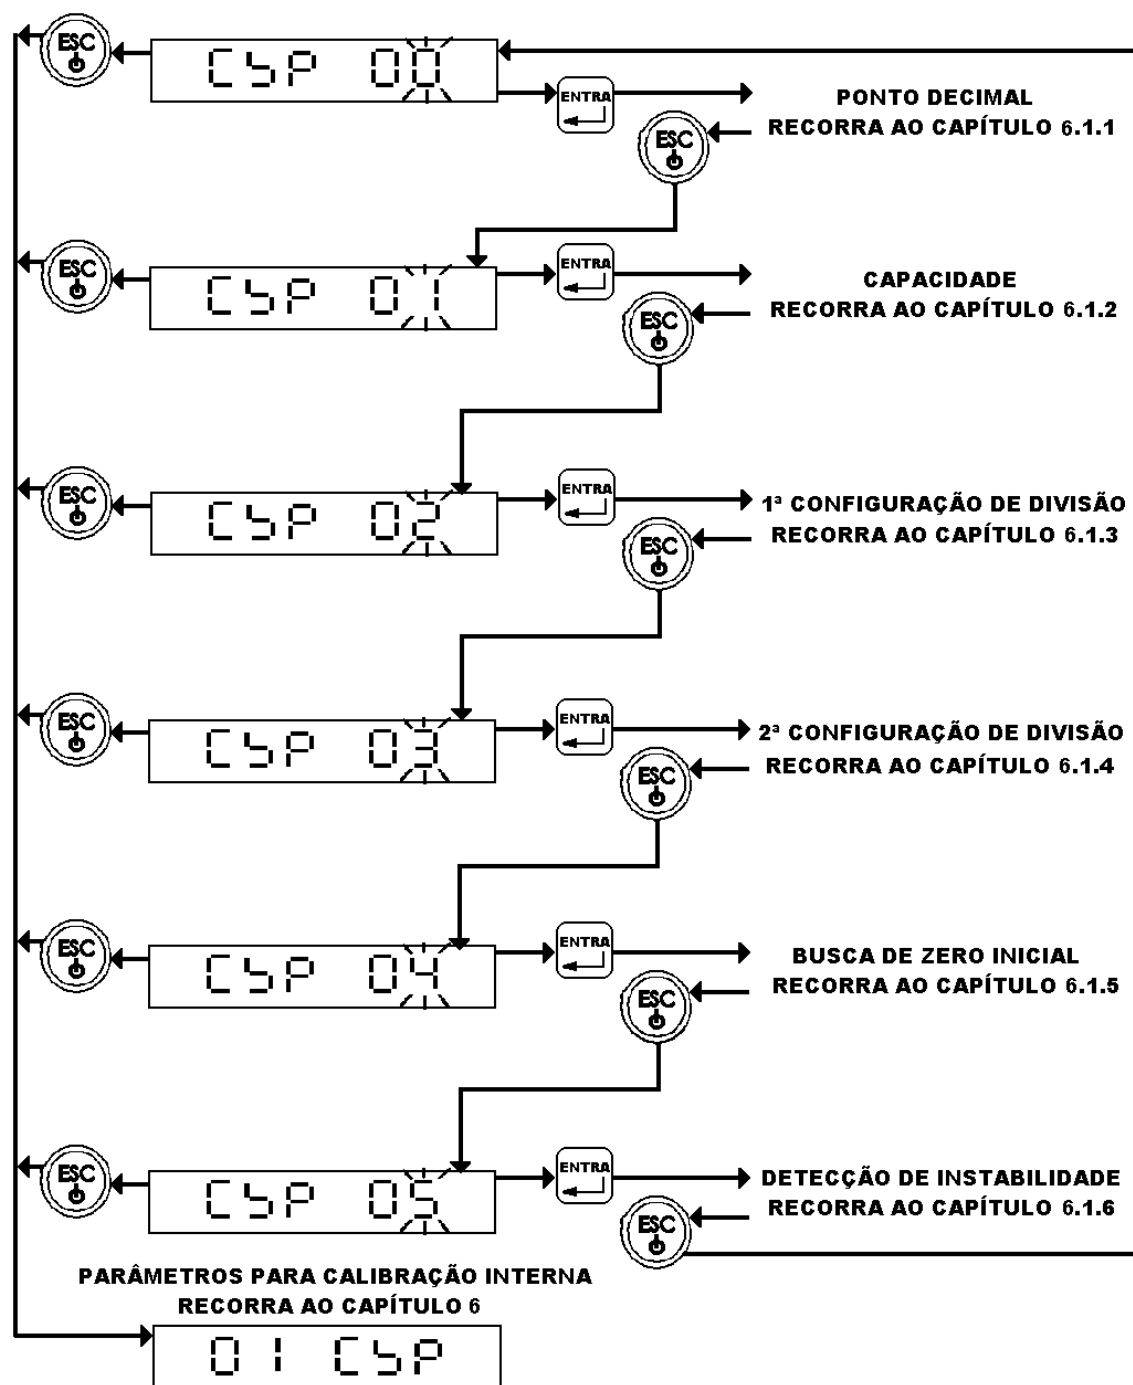 ESC
CSP 00
ENTRA
PONTO DECIMAL
RECORRA AO CAPÍTULO 6.1.1
ESC
ESC
CSP 01
ENTRA
CAPACIDADE
RECORRA AO CAPÍTULO 6.1.2
ESC
ESC
CSP 02
ENTRA
1ª CONFIGURAÇÃO DE DIVISÃO
RECORRA AO CAPÍTULO 6.1.3
ESC
ESC
CSP 03
ENTRA
2ª CONFIGURAÇÃO DE DIVISÃO
RECORRA AO CAPÍTULO 6.1.4
ESC
ESC
CSP 04
ENTRA
BUSCA DE ZERO INICIAL
RECORRA AO CAPÍTULO 6.1.5
ESC
ESC
CSP 05
ENTRA
DETECÇÃO DE INSTABILIDADE
RECORRA AO CAPÍTULO 6.1.6
ESC
PARÂMETROS PARA CALIBRAÇÃO INTERNA
RECORRA AO CAPÍTULO 6
01 CSP